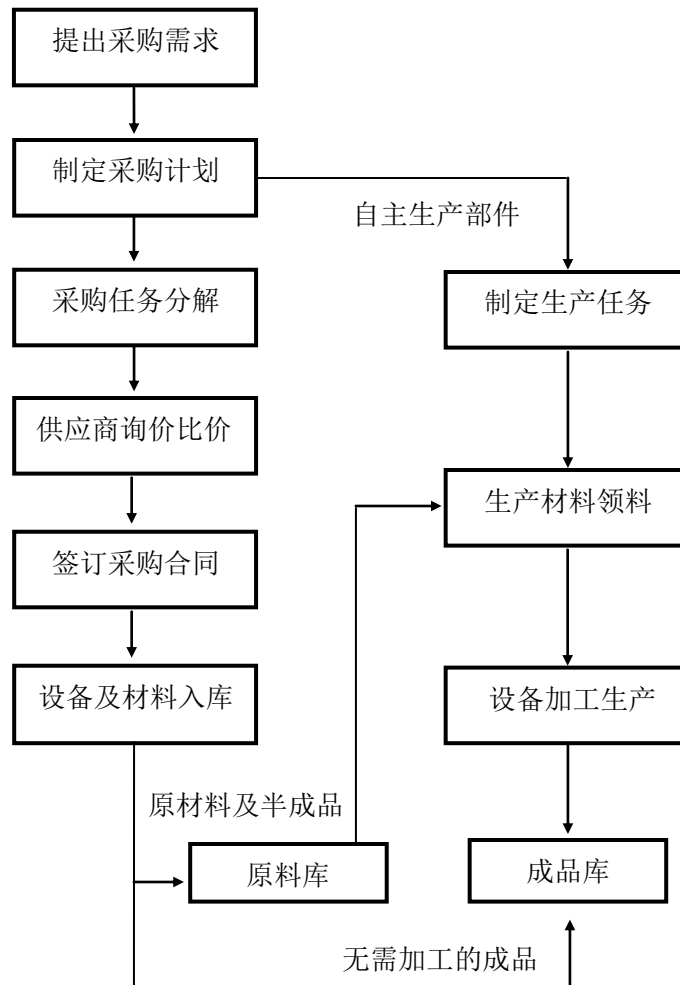 提出采购需求
制定采购计划
自主生产部件
采购任务分解
制定生产任务
供应商询价比价
生产材料领料
签订采购合同
设备及材料入库
设备加工生产
原材料及半成品
原料库
成品库
无需加工的成品